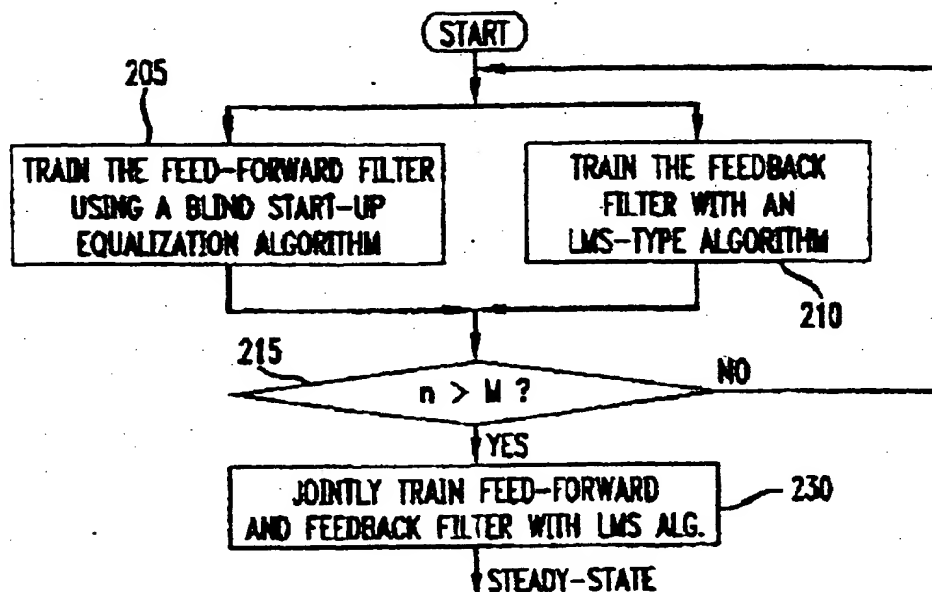 START
205
TRAIN THE FEED-FORWARD FILTER
USING A BLIND START-UP
EQUALIZATION ALGORITHM
TRAIN THE FEEDBACK
FILTER WITH AN
LMS-TYPE ALGORITHM
210
215
n > M ?
NO
YES
JOINTLY TRAIN FEED-FORWARD
AND FEEDBACK FILTER WITH LMS ALG.
230
STEADY-STATE